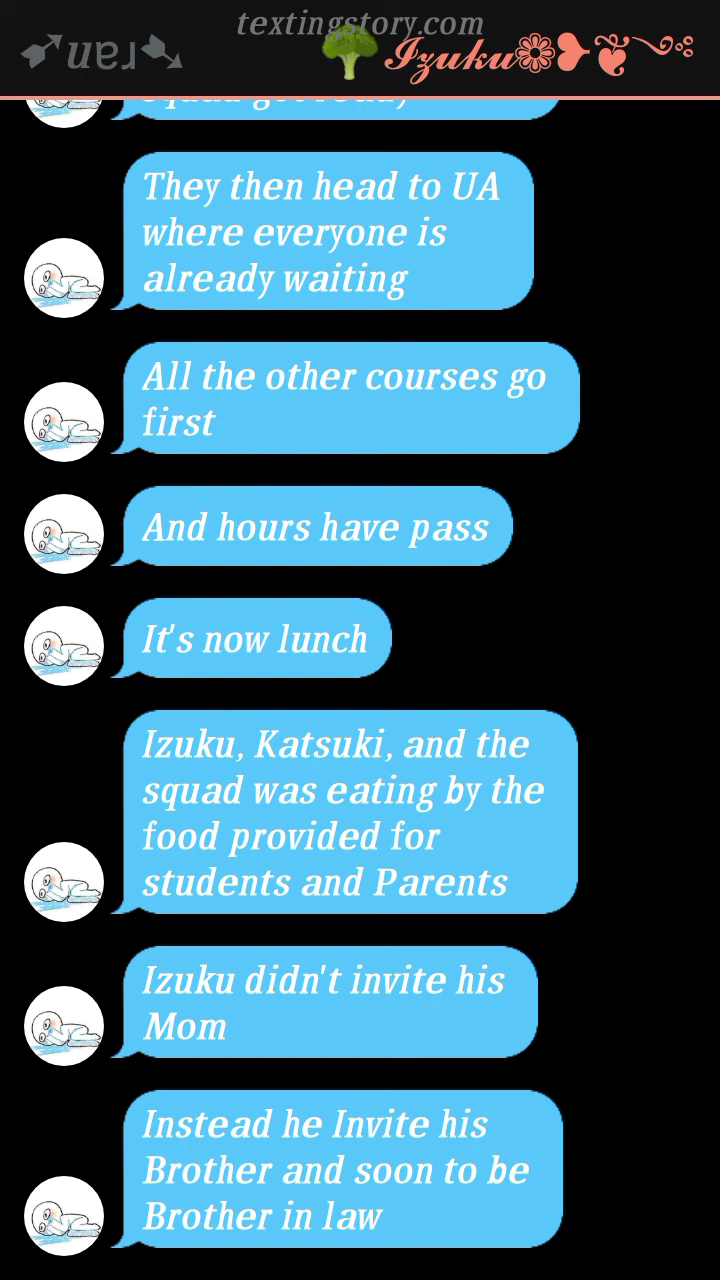 textingstory.com
Izuku
They then head to UA
where everyone is
already waiting
All the other courses go
first
And hours have pass
It's now lunch
Izuku, Katsuki, and the
squad was eating by the
food provided for
students and Parents
Izuku didn't invite his
Mom
Instead he Invite his
Brother and soon to be
Brother in law